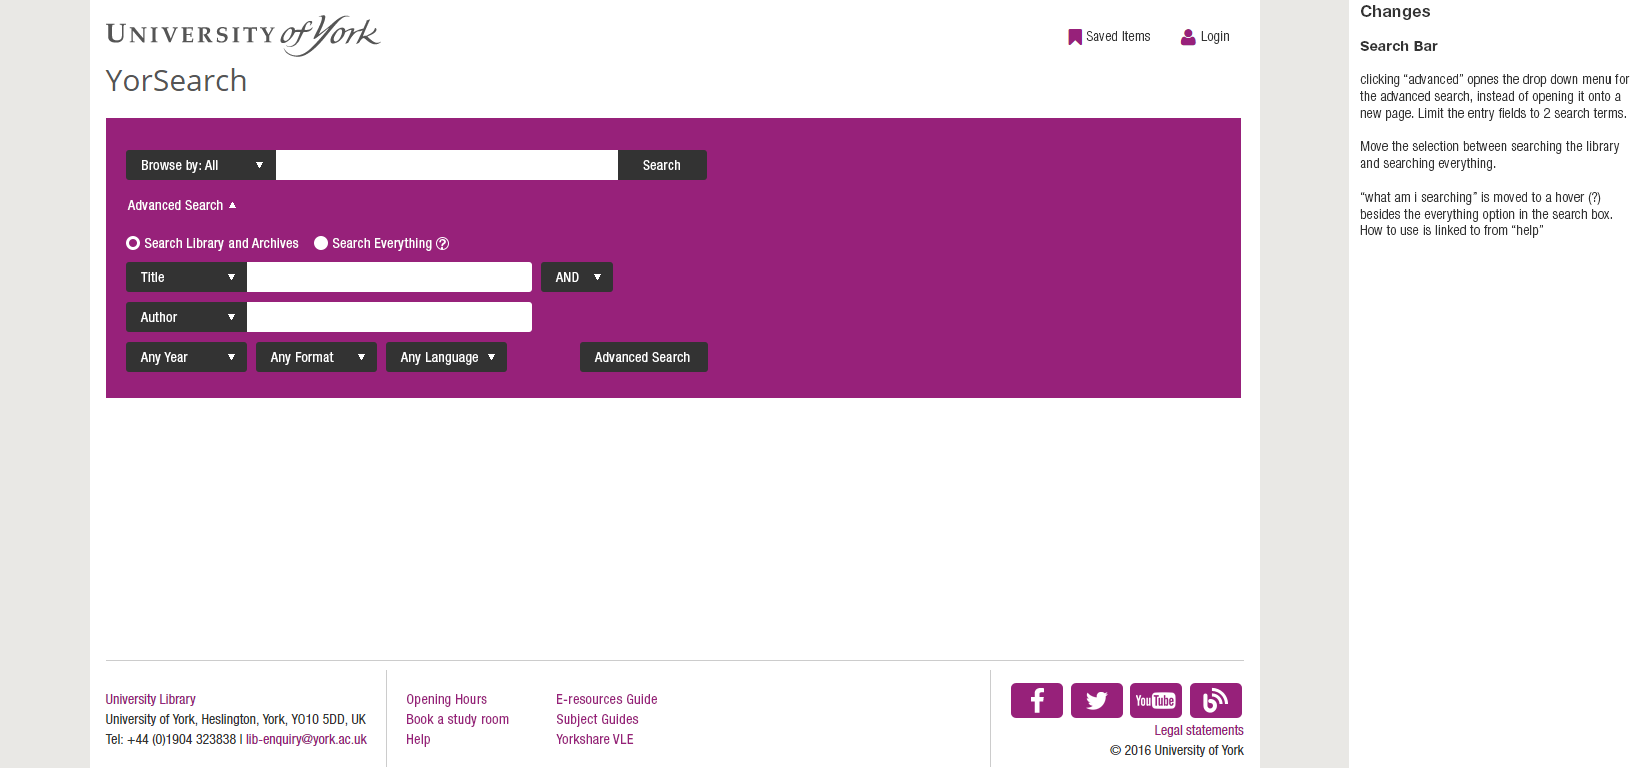 UNIVERSITY of York
Saved Items
Login
YorSearch
Browse by: All
Search
Advanced Search
Search Library and Archives
Search Everything ?
Title
AND
Author
Any Year
Any Format
Any Language
Advanced Search
University Library
University of York, Heslington, York, YO10 5DD, UK
Tel: +44 (0)1904 323838 | lib-enquiry@york.ac.uk
Opening Hours
Book a study room
Help
E-resources Guide
Subject Guides
Yorkshare VLE
f
You Tube
Legal statements
© 2016 University of York
Changes
Search Bar
clicking “advanced” opnes the drop down menu for
the advanced search, instead of opening it onto a
new page. Limit the entry fields to 2 search terms.
Move the selection between searching the library
and searching everything.
“what am i searching” is moved to a hover (?)
besides the everything option in the search box.
How to use is linked to from “help”